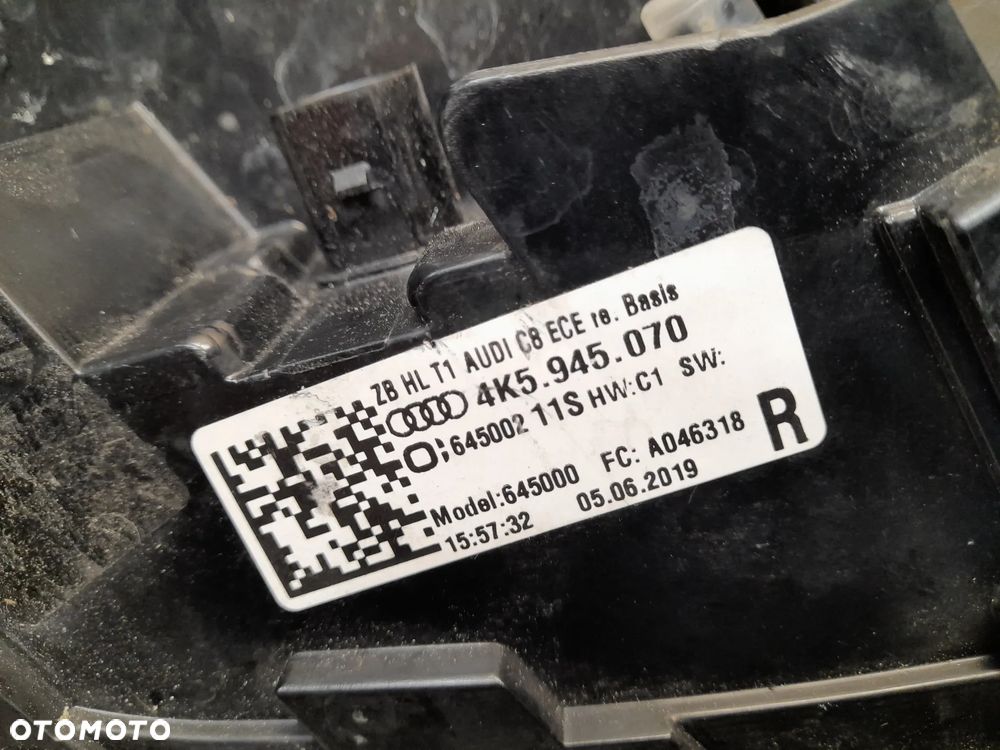 ZB HL T1 AUDI C8 ECE re. Basis
4K5.945.070
645002 11S HW:C1 SW:
Model:645000 FC: A046318
15:57:32 05.06.2019
R
OTOMOTO